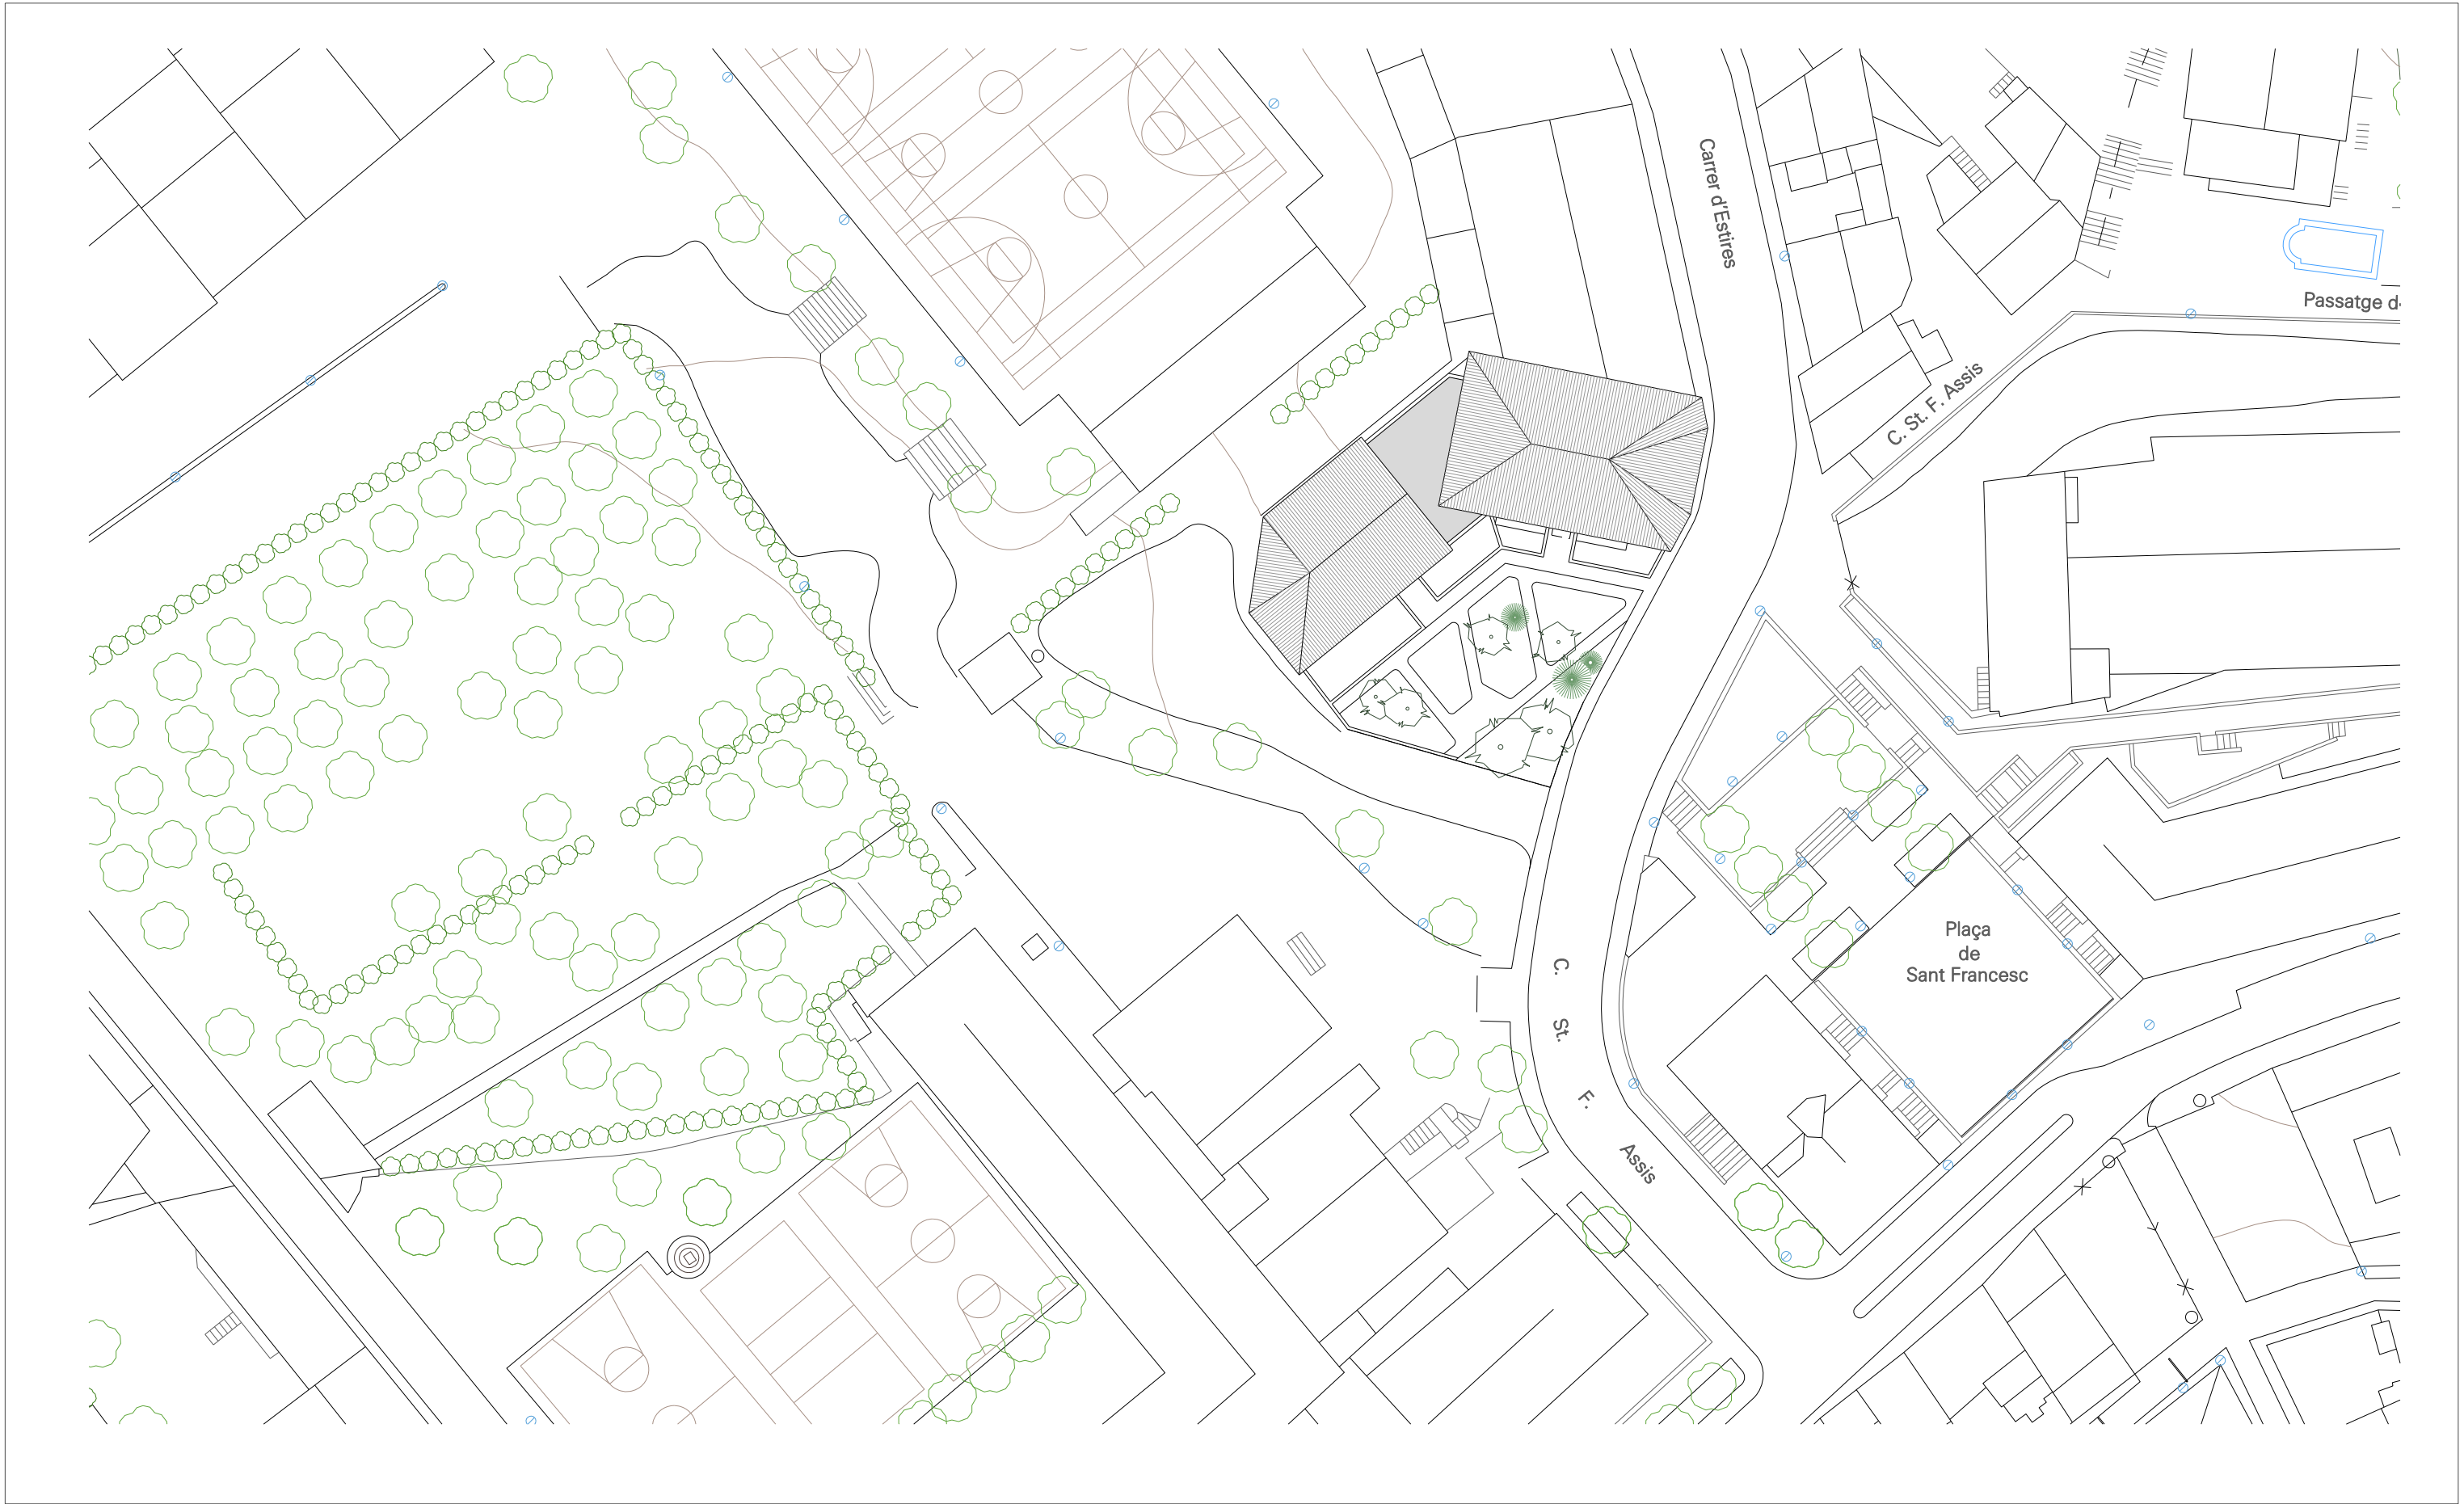 Carrer d'Estires
Passatge d
C. St. F. Assis
Plaça
de
Sant Francesc
C. St. F. Assis